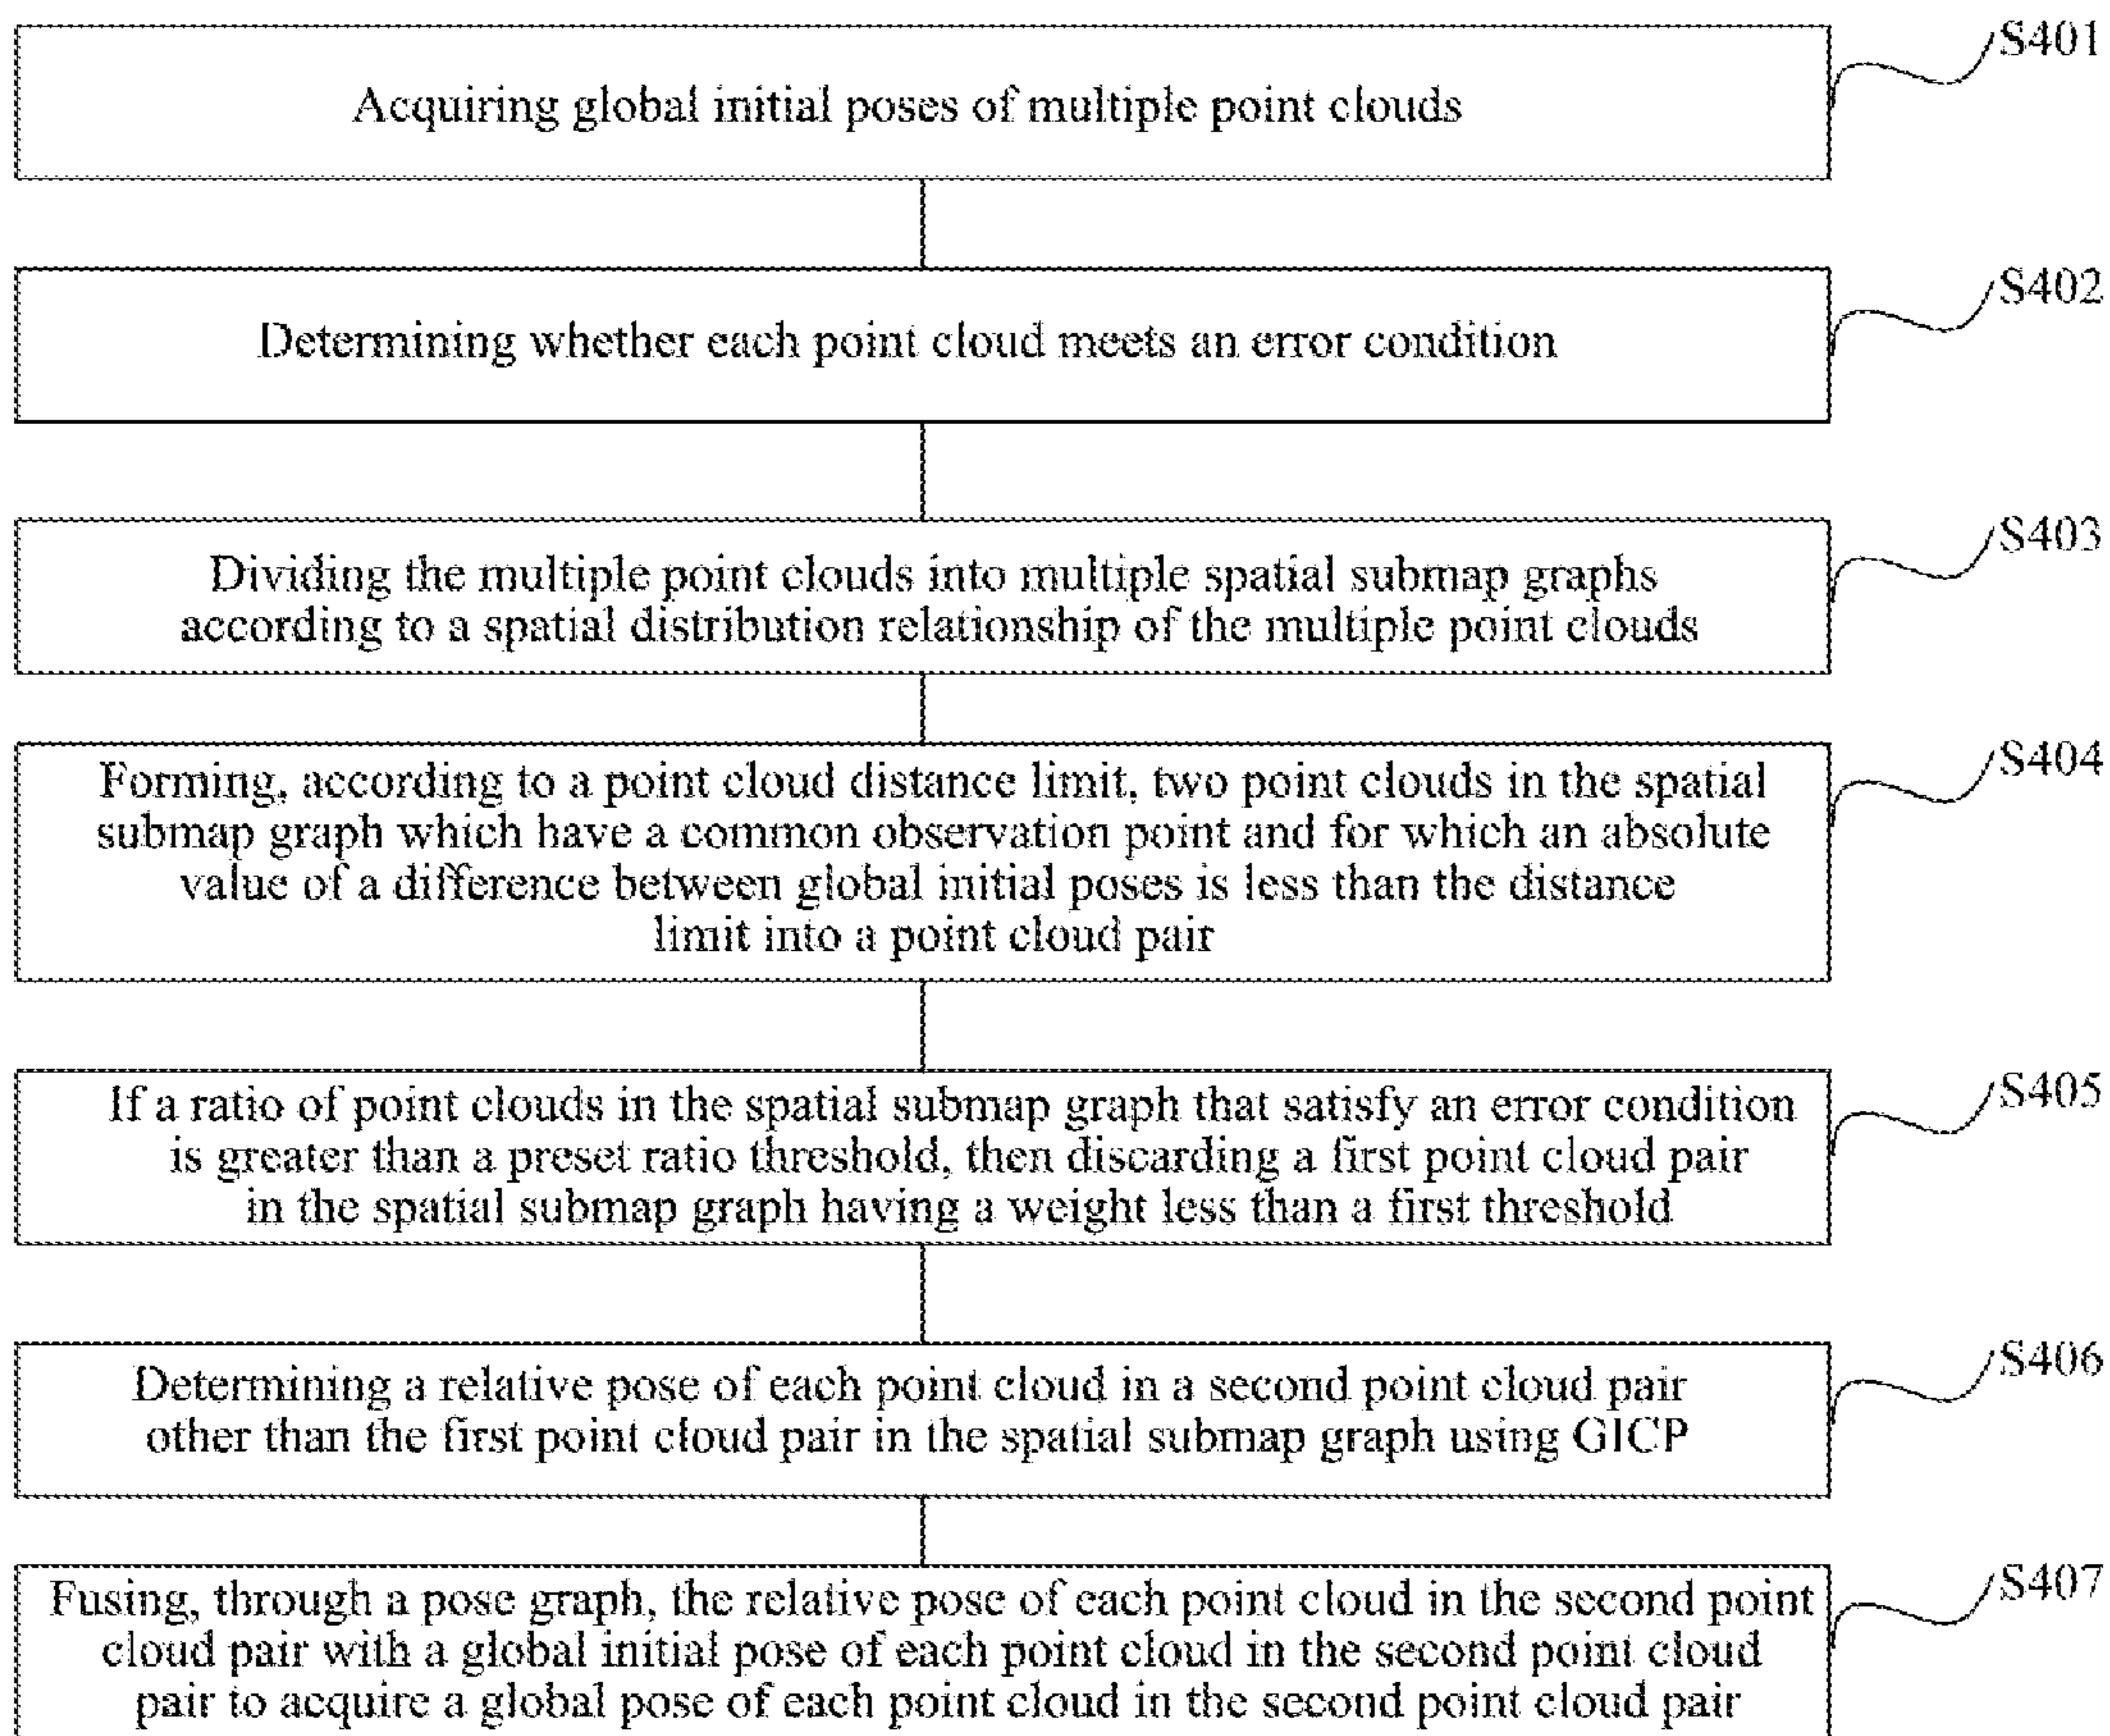 S401
Acquiring global initial poses of multiple point clouds
S402
Determining whether each point cloud meets an error condition
S403
Dividing the multiple point clouds into multiple spatial submap graphs
according to a spatial distribution relationship of the multiple point clouds
S404
Forming, according to a point cloud distance limit, two point clouds in the spatial
submap graph which have a common observation point and for which an absolute
value of a difference between global initial poses is less than the distance
limit into a point cloud pair
S405
If a ratio of point clouds in the spatial submap graph that satisfy an error condition
is greater than a preset ratio threshold, then discarding a first point cloud pair
in the spatial submap graph having a weight less than a first threshold
S406
Determining a relative pose of each point cloud in a second point cloud pair
other than the first point cloud pair in the spatial submap graph using GICP
S407
Fusing, through a pose graph, the relative pose of each point cloud in the second point
cloud pair with a global initial pose of each point cloud in the second point cloud
pair to acquire a global pose of each point cloud in the second point cloud pair